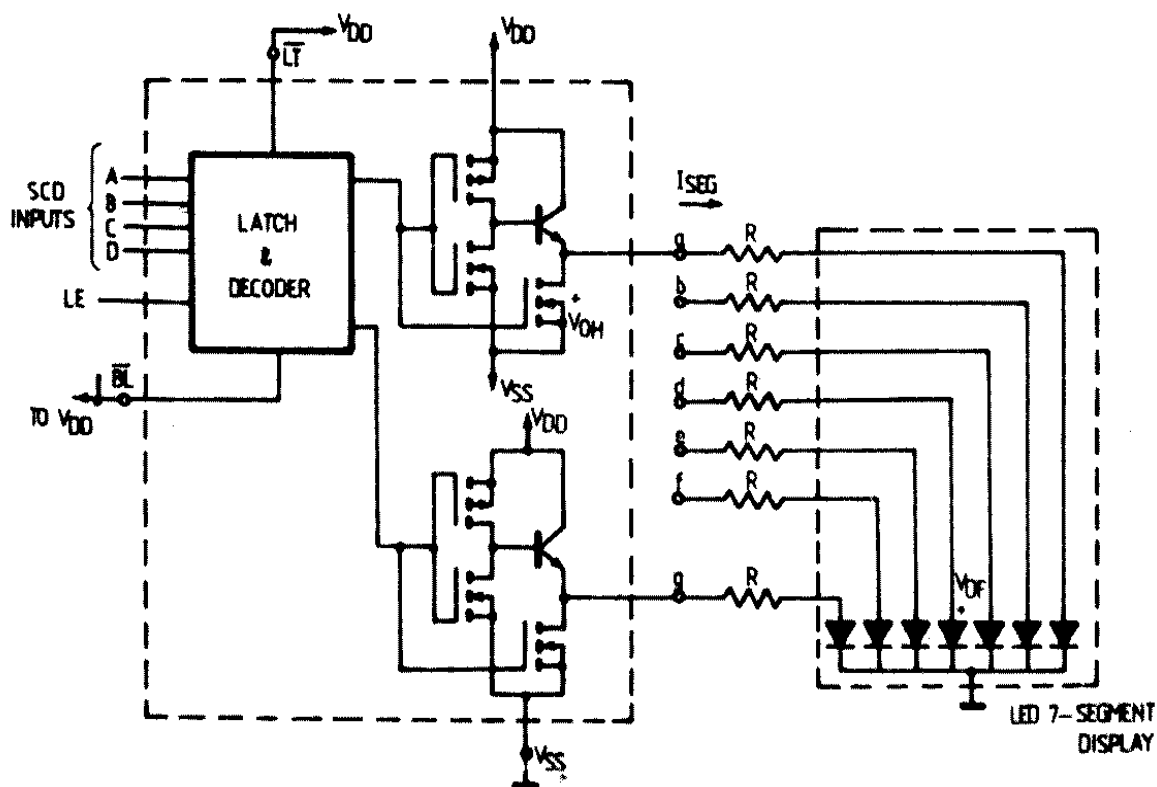 V_DD
LT
V_DD
SCD
INPUTS
A
B
C
D
LE
LATCH
&
DECODER
BL
TO V_DD
V_OH
V_SS
V_DD
V_SS
I_SEG
a R
b R
c R
d R
e R
f R
g R
V_DF
LED 7-SEGMENT
DISPLAY